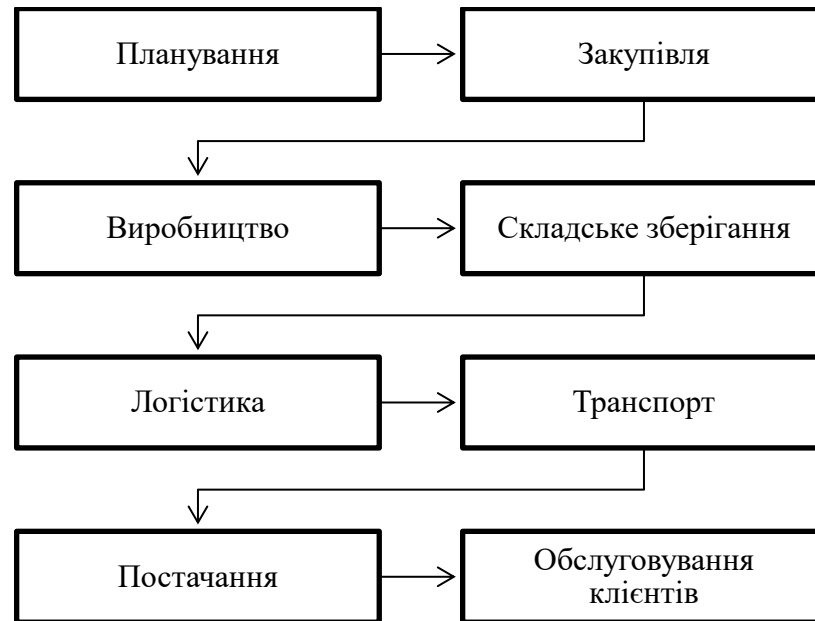 Планування
Закупівля
Виробництво
Складське зберігання
Логістика
Транспорт
Постачання
Обслуговування
клієнтів